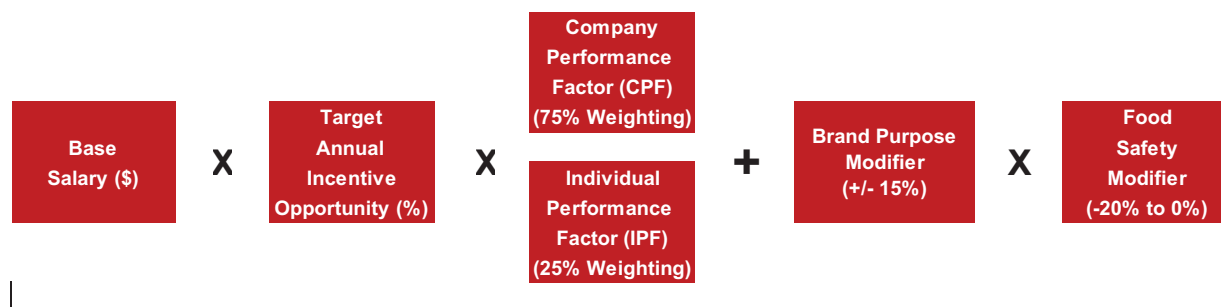 Base
Salary ($)
X
Target
Annual
Incentive
Opportunity (%)
X
Company
Performance
Factor (CPF)
(75% Weighting)
Individual
Performance
Factor (IPF)
(25% Weighting)
+
Brand Purpose
Modifier
(+/- 15%)
X
Food
Safety
Modifier
(-20% to 0%)